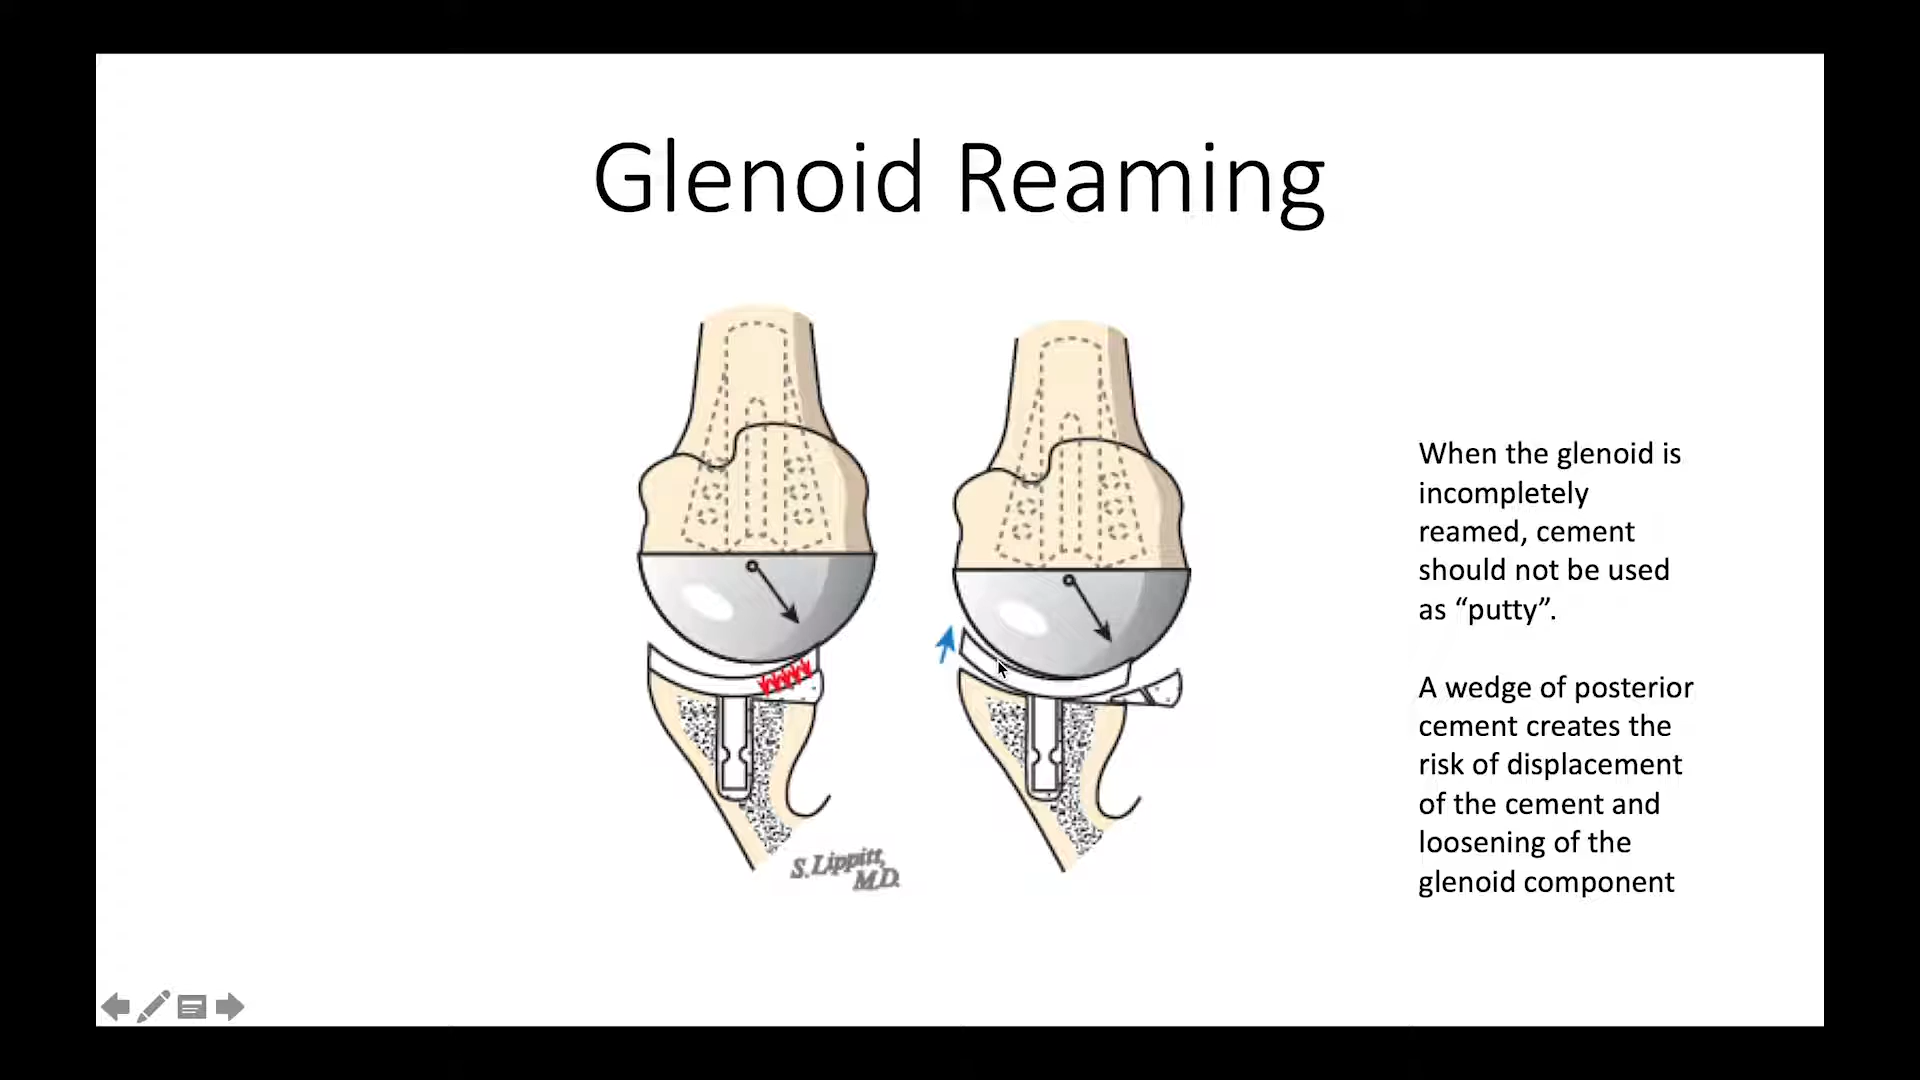 Glenoid Reaming
When the glenoid is
incompletely
reamed, cement
should not be used
as “putty”.
A wedge of posterior
cement creates the
risk of displacement
of the cement and
loosening of the
glenoid component
S. Lippitt,
M.D.